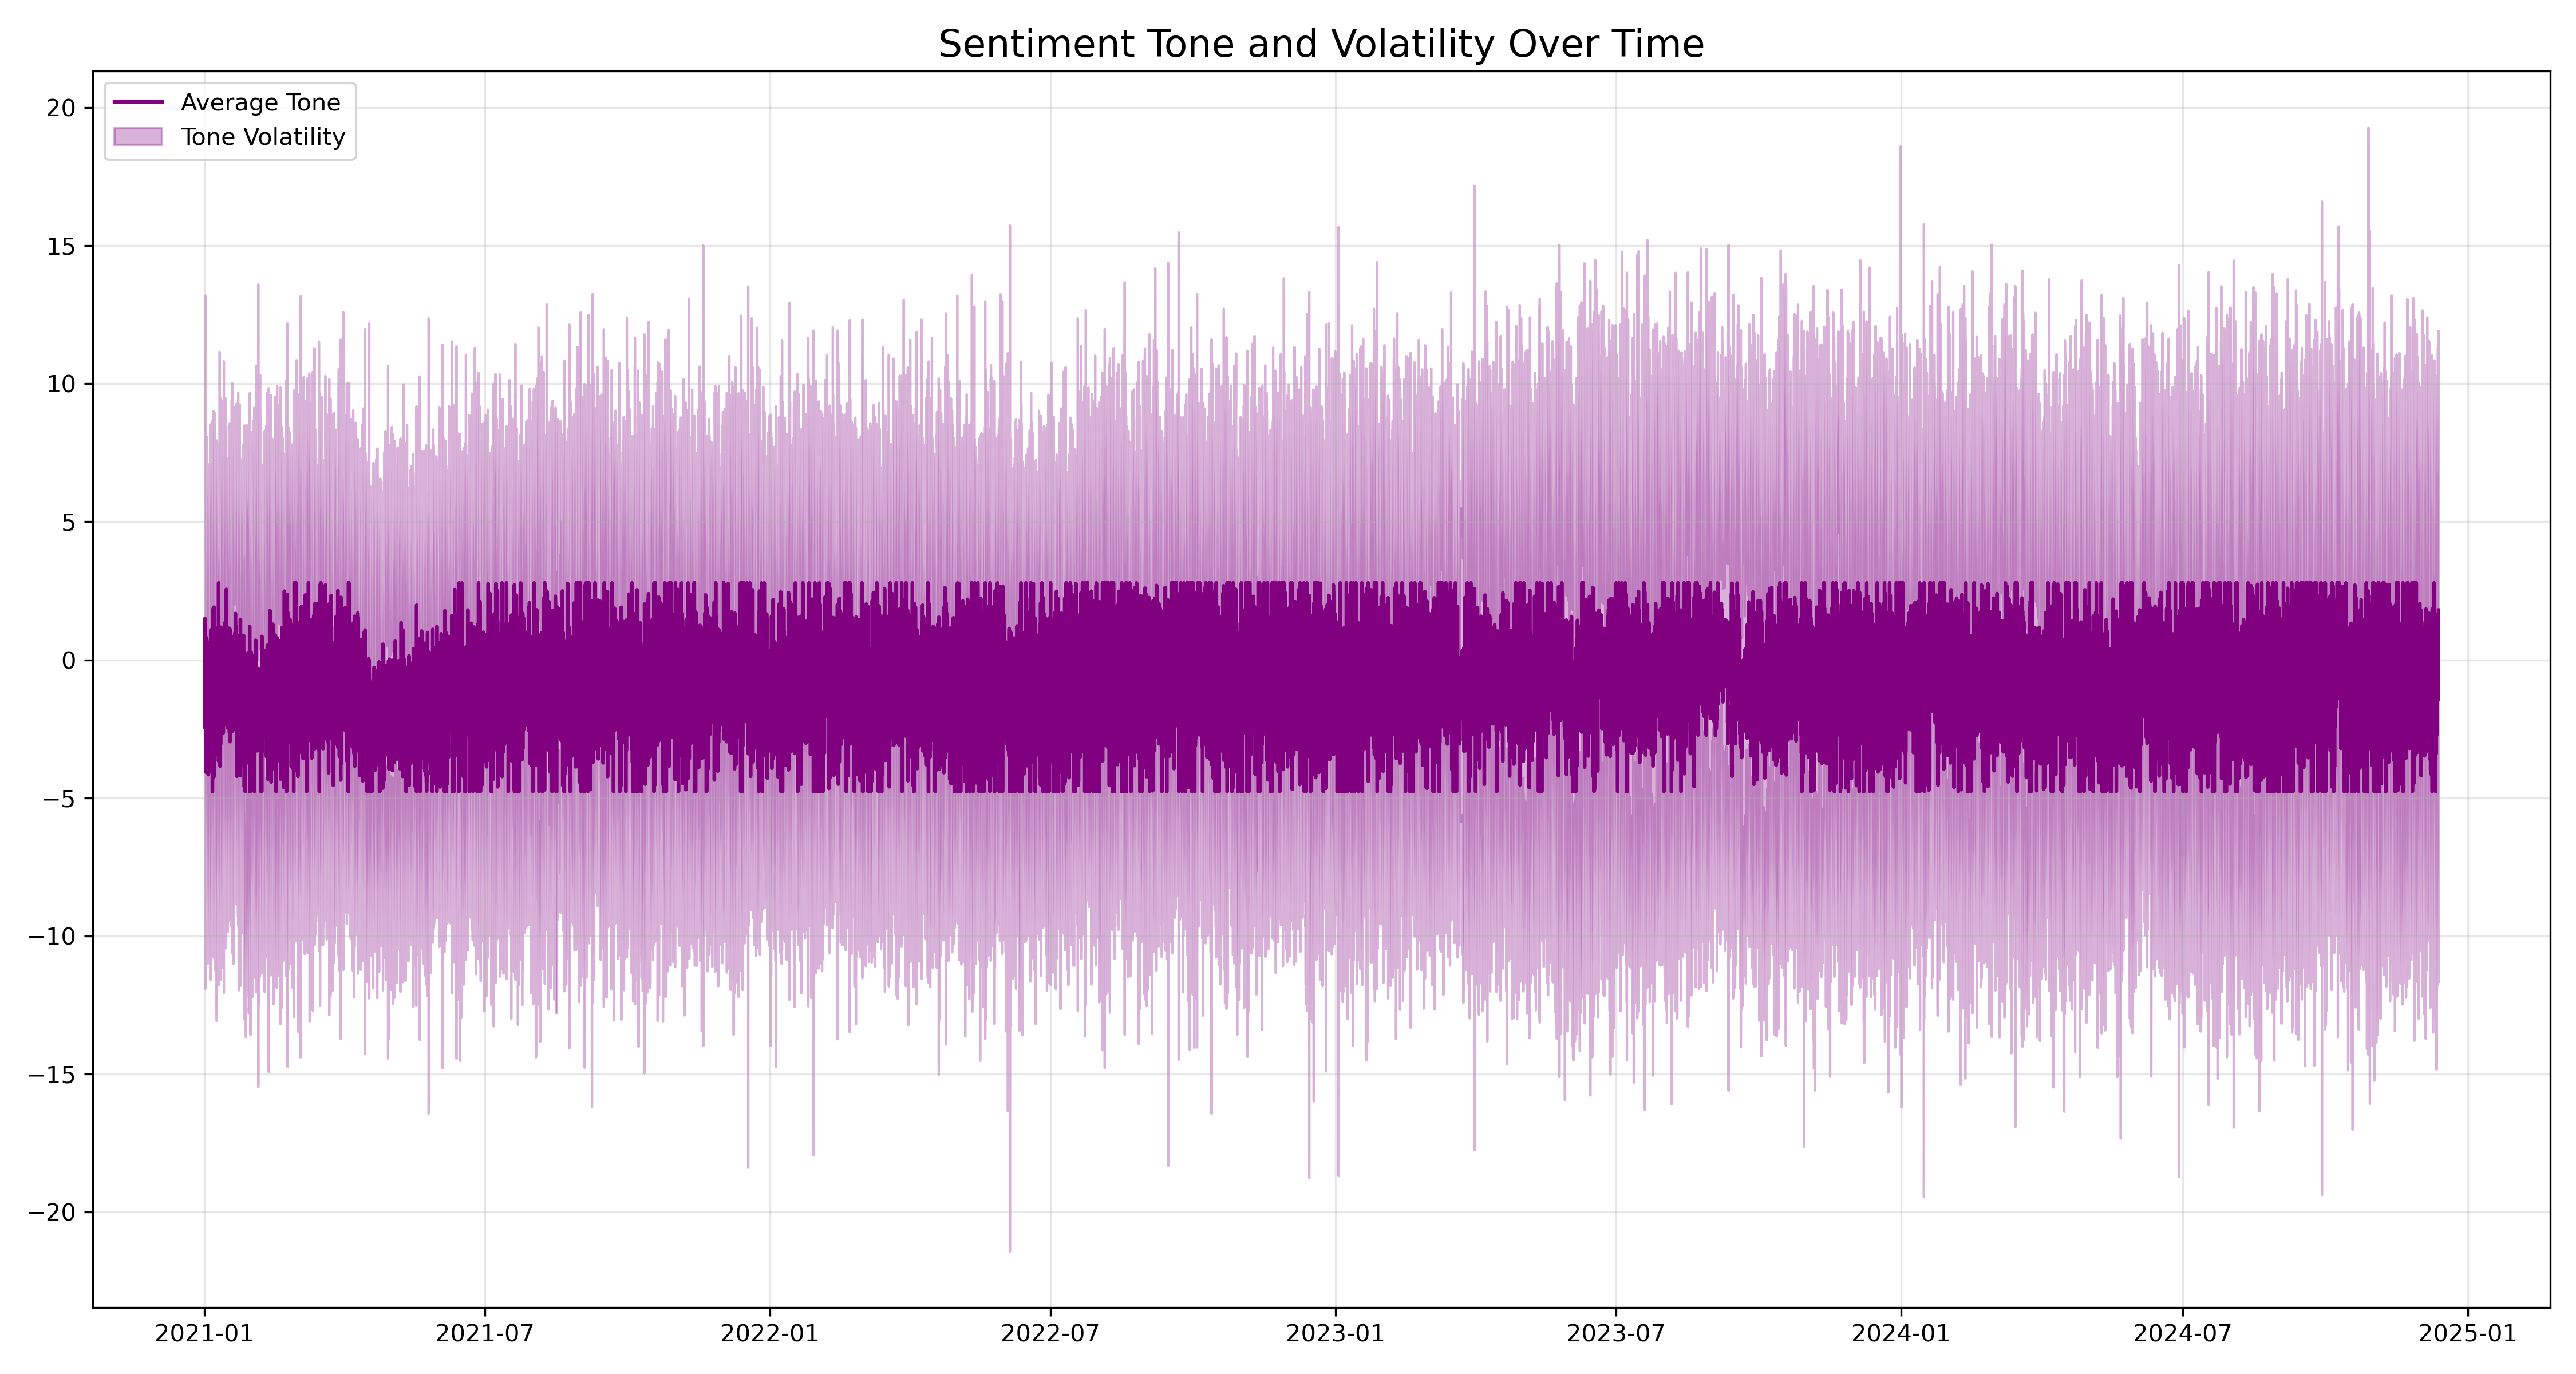 Sentiment Tone and Volatility Over Time
Average Tone
Tone Volatility
20
15
10
5
0
−5
−10
−15
−20
2021-01 2021-07 2022-01 2022-07 2023-01 2023-07 2024-01 2024-07 2025-01